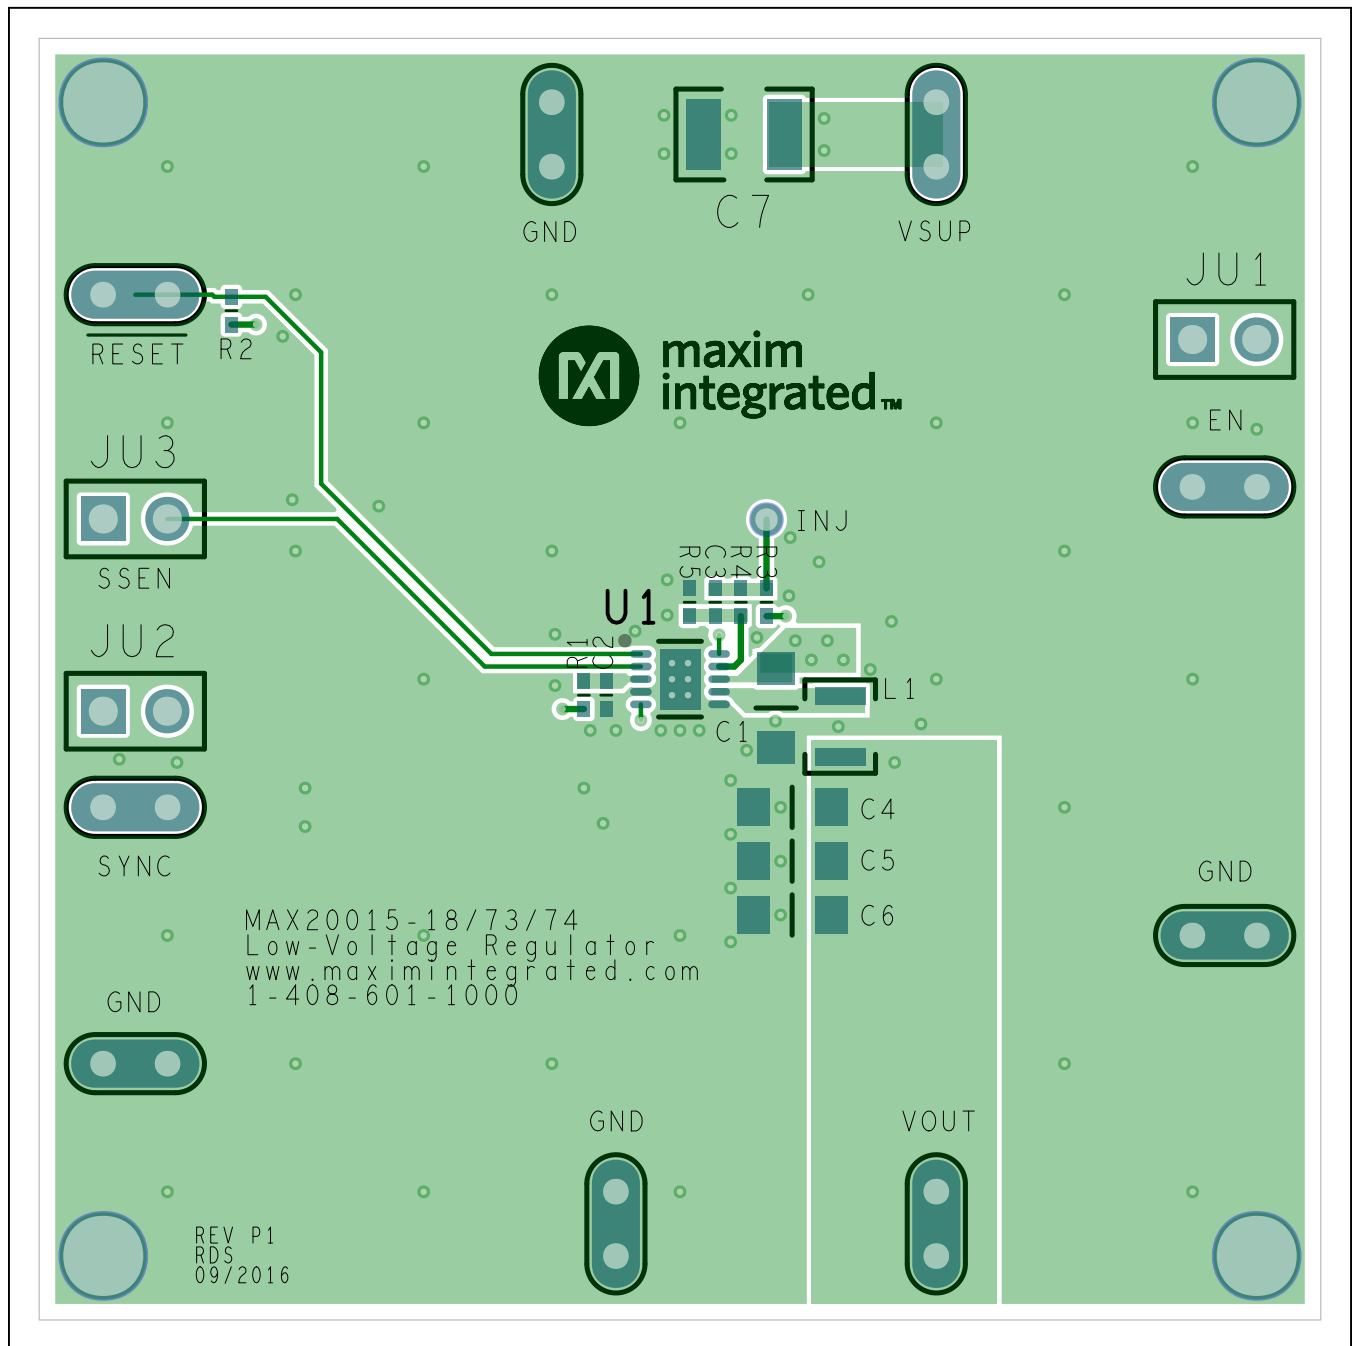 GND
C7
VSUP
JU1
RESET
R2
maxim
integrated™
EN
JU3
INJ
SSEN
R5
C3
R4
R3
U1
JU2
R1
C2
L1
C1
C4
C5
C6
SYNC
GND
MAX20015-18/73/74
Low-Voltage Regulator
www.maximintegrated.com
1-408-601-1000
GND
GND
VOUT
REV P1
RDS
09/2016